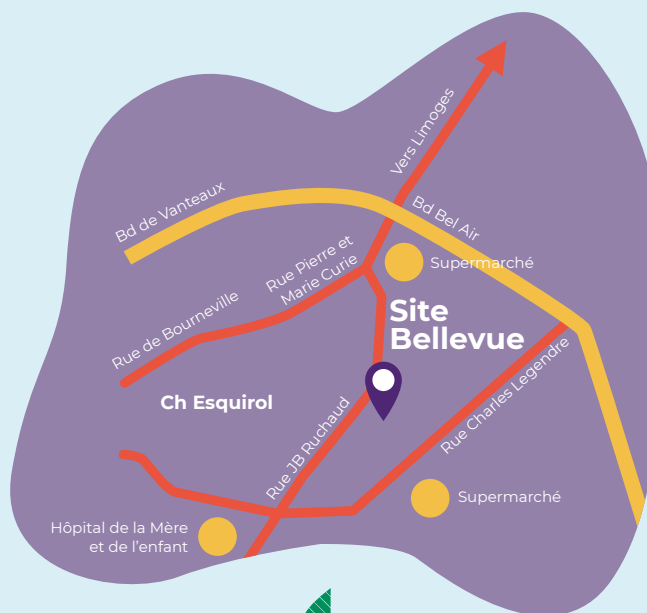 Vers Limoges
Bd de Vanteaux
Bd Bel Air
Rue Pierre et
Marie Curie
Supermarché
Rue de Bourneville
Site
Bellevue
Ch Esquirol
Rue JB Ruchaud
Rue Charles Legendre
Supermarché
Hôpital de la Mère
et de l'enfant